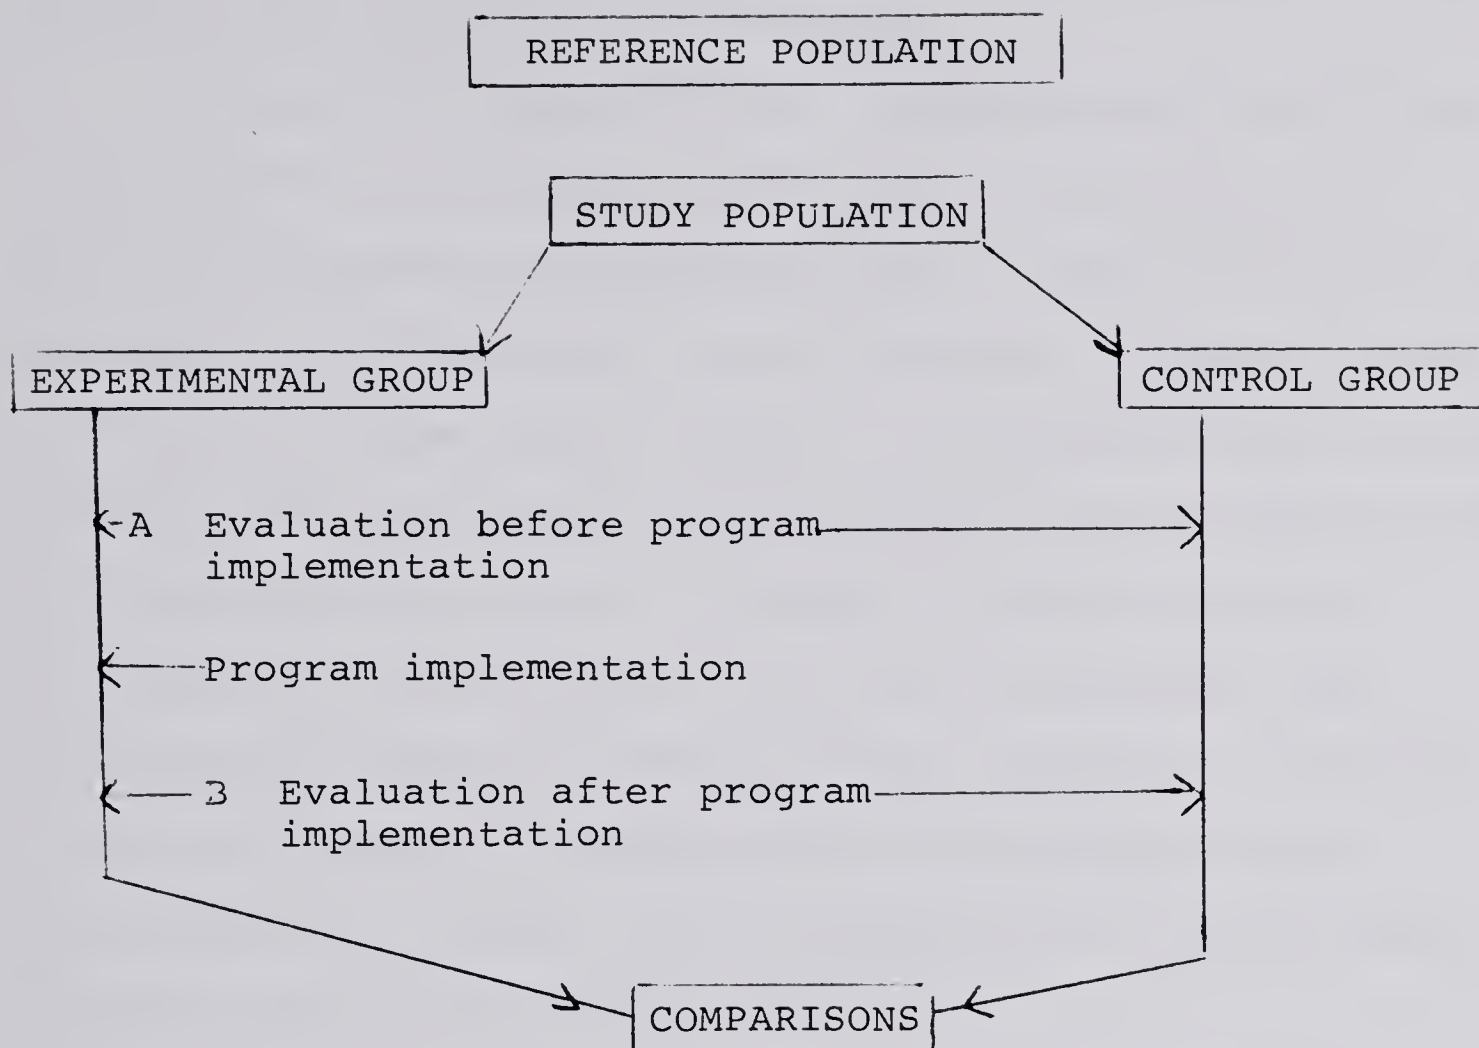 REFERENCE POPULATION
STUDY POPULATION
EXPERIMENTAL GROUP
CONTROL GROUP
A Evaluation before program
implementation
Program implementation
B Evaluation after program
implementation
COMPARISONS